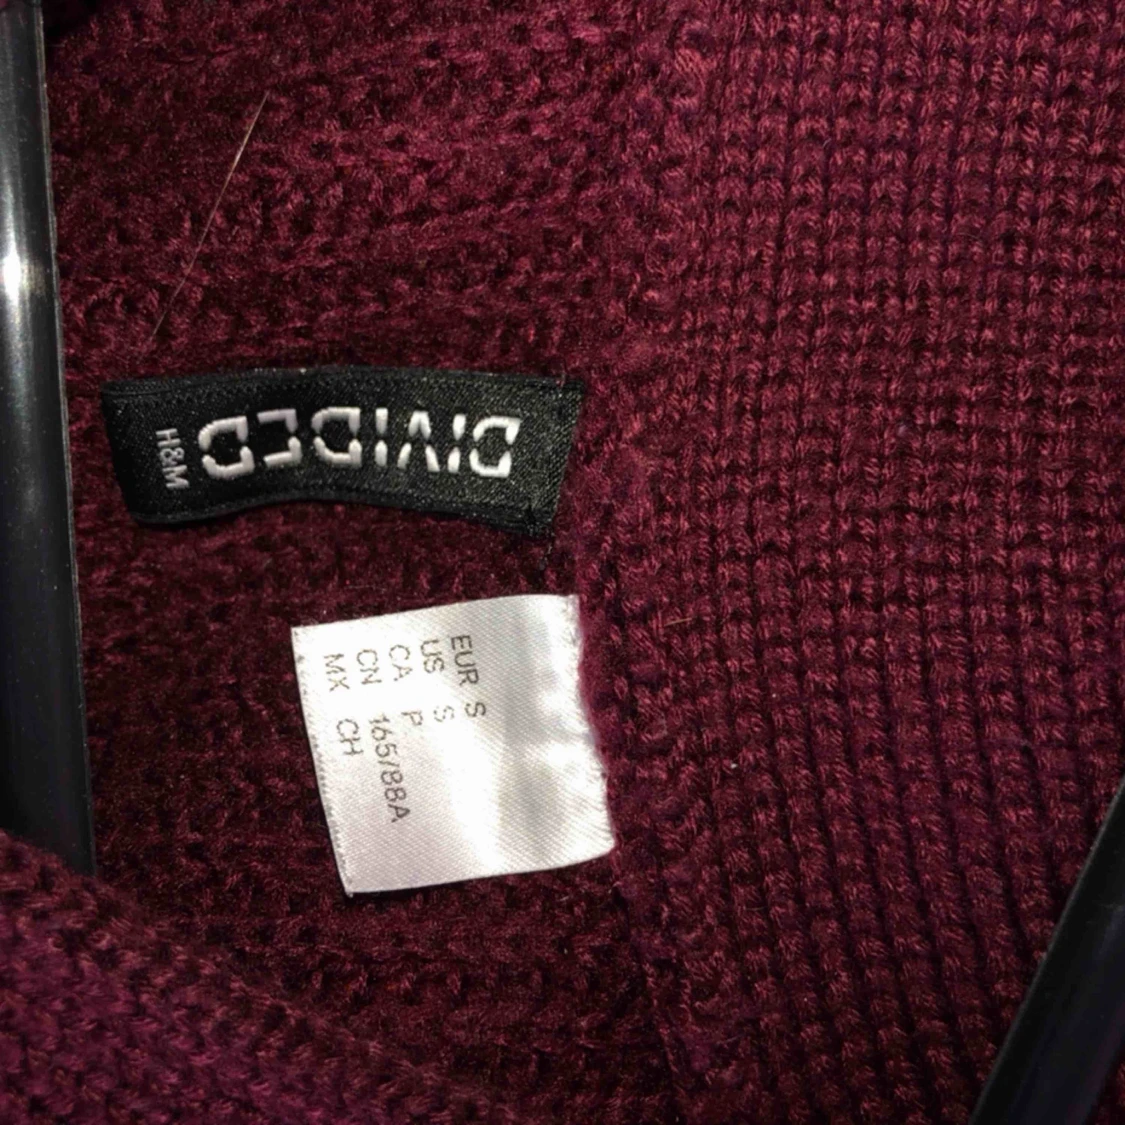 DIVIDED
H&M
EUR S
US S
CA P
CN 165/88A
MX CH